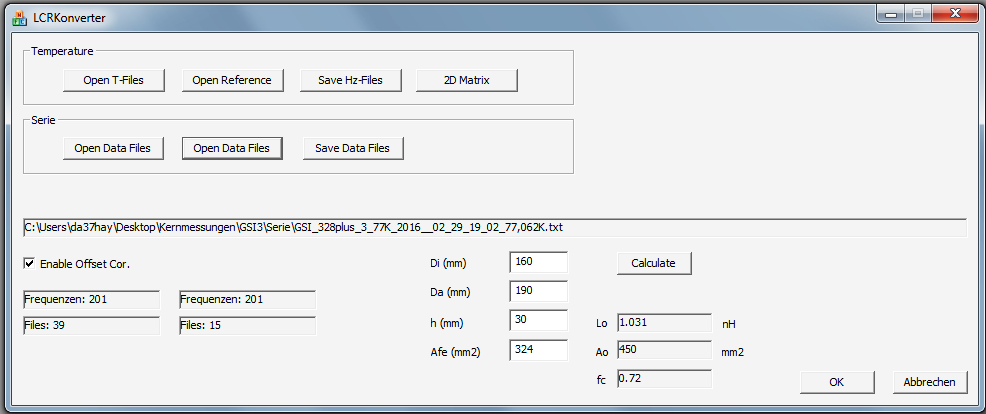 LCRKonverter
Temperature
Open T-Files Open Reference Save Hz-Files 2D Matrix
Serie
Open Data Files Open Data Files Save Data Files
C:\Users\da37hay\Desktop\Kernmessungen\GSI3\Serie\GSI_328plus_3_77K_2016__02_29_19_02_77,062K.txt
Enable Offset Cor. Di (mm) 160 Calculate
Frequenzen: 201 Frequenzen: 201 Da (mm) 190
Files: 39 Files: 15 h (mm) 30 Lo 1.031 nH
Afe (mm2) 324 Ao 450 mm2
fc 0.72 OK Abbrechen